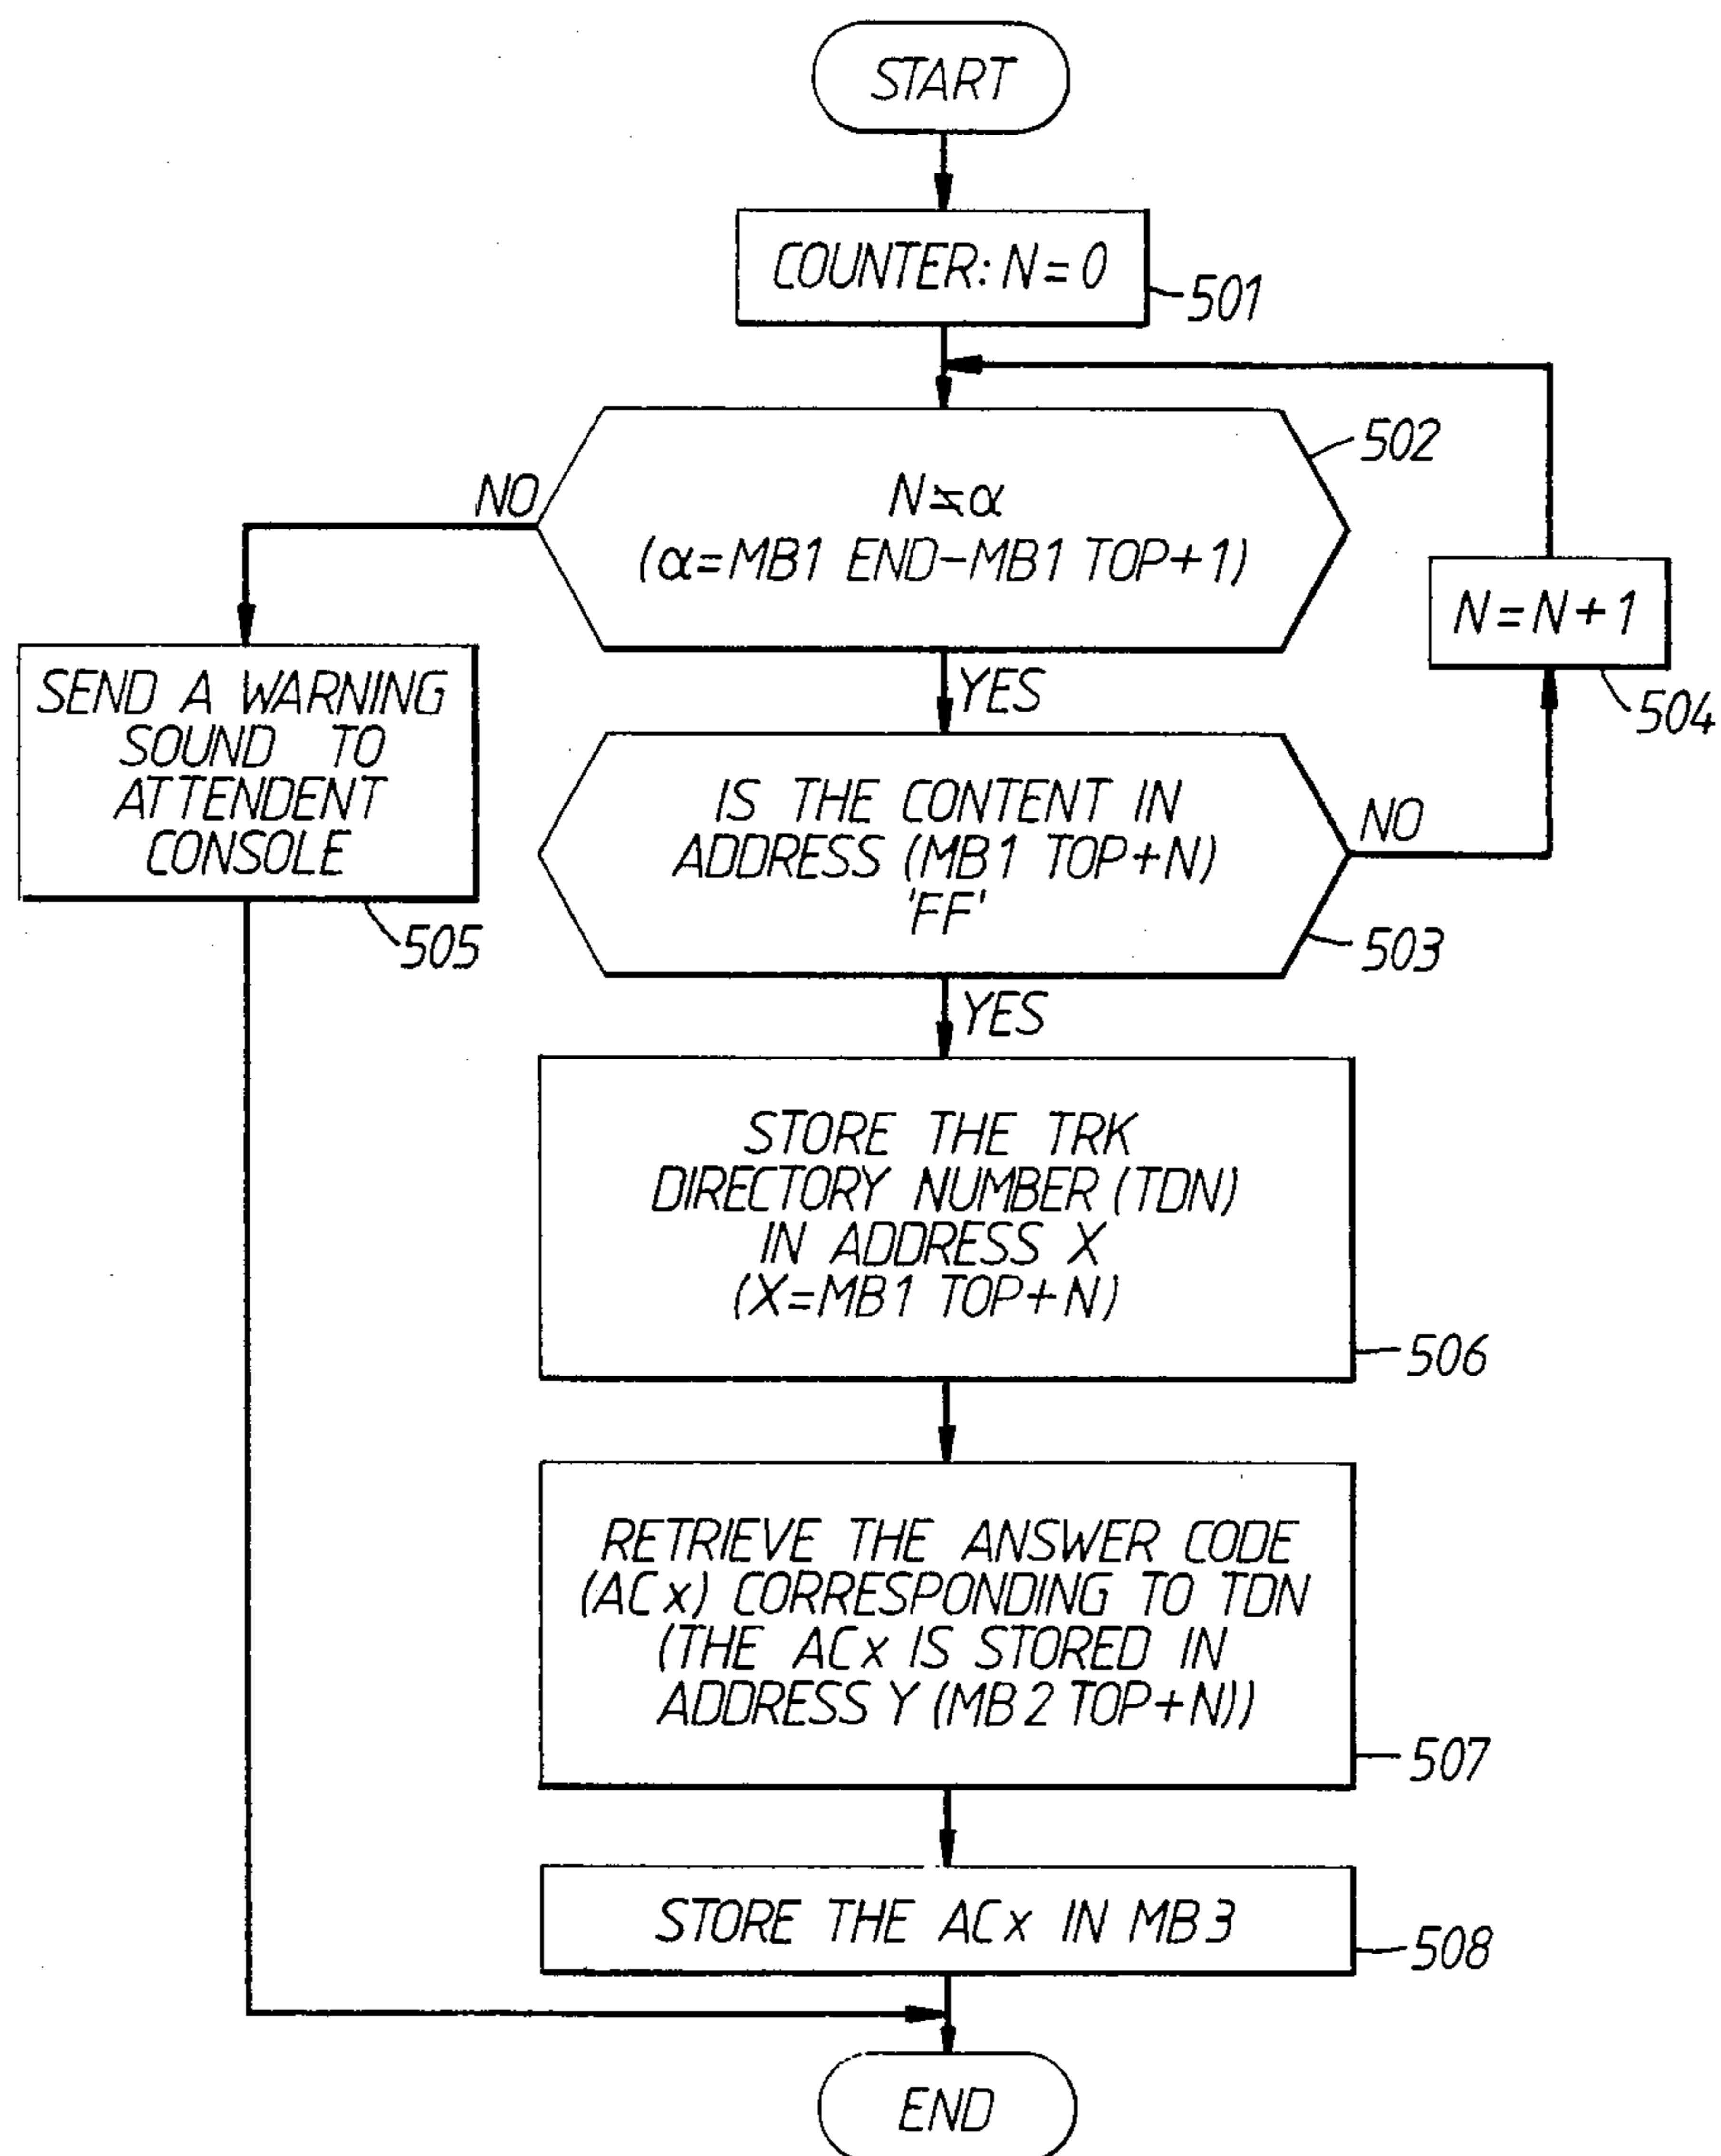 START
COUNTER: N=0
501
502
N≒α
(α=MB1 END-MB1 TOP+1)
NO
YES
N=N+1
504
SEND A WARNING
SOUND TO
ATTENDENT
CONSOLE
505
IS THE CONTENT IN
ADDRESS (MB1 TOP+N)
'FF'
NO
503
YES
STORE THE TRK
DIRECTORY NUMBER (TDN)
IN ADDRESS X
(X=MB1 TOP+N)
506
RETRIEVE THE ANSWER CODE
(ACx) CORRESPONDING TO TDN
(THE ACx IS STORED IN
ADDRESS Y (MB2 TOP+N))
507
STORE THE ACx IN MB3
508
END